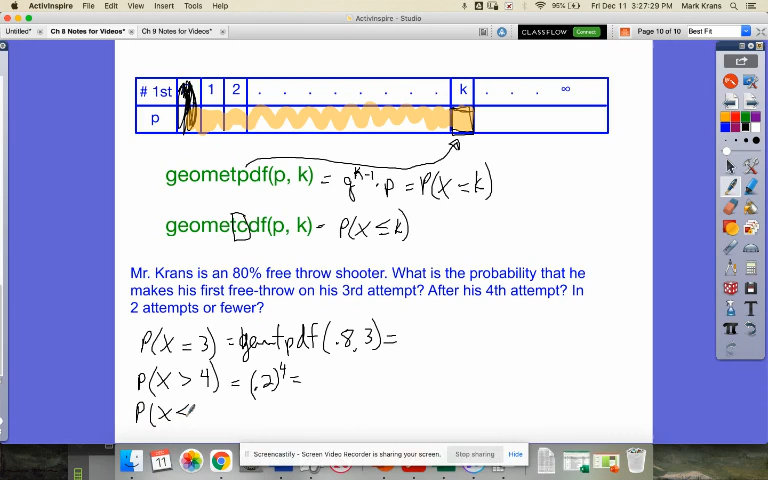 ActivInspire File Edit View Insert Tools Help 96% Fri Dec 11 3:27:29 PM Mark Krans
ActivInspire - Studio
Untitled* Ch 8 Notes for Videos* Ch 9 Notes for Videos* CLASSFLOW Connect Page 10 of 10 Best Fit
# 1st 1 2 . . . . . . . . k . . . ∞
p
geometpdf(p, k) = q^(k-1) · p = P(X = k)
geometcdf(p, k) = P(X ≤ k)
Mr. Krans is an 80% free throw shooter. What is the probability that he
makes his first free-throw on his 3rd attempt? After his 4th attempt? In
2 attempts or fewer?
P(X = 3) = geometpdf(.8, 3) =
P(X > 4) = (.2)^4 =
P(X <
Screencastify - Screen Video Recorder is sharing your screen. Stop sharing Hide